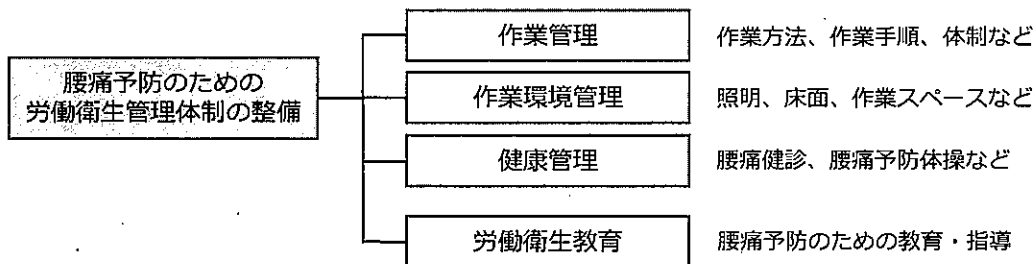 腰痛予防のための
労働衛生管理体制の整備
作業管理
作業方法、作業手順、体制など
作業環境管理
照明、床面、作業スペースなど
健康管理
腰痛健診、腰痛予防体操など
労働衛生教育
腰痛予防のための教育・指導